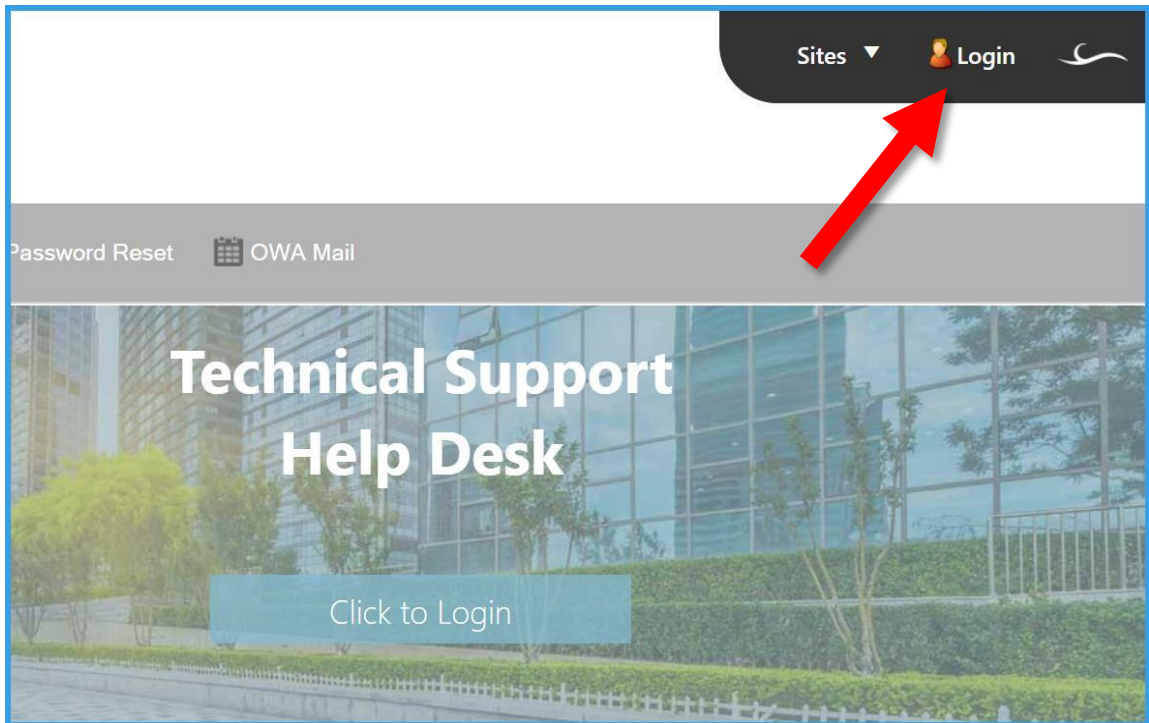 Sites ▼ Login
Password Reset OWA Mail
Technical Support
Help Desk
Click to Login